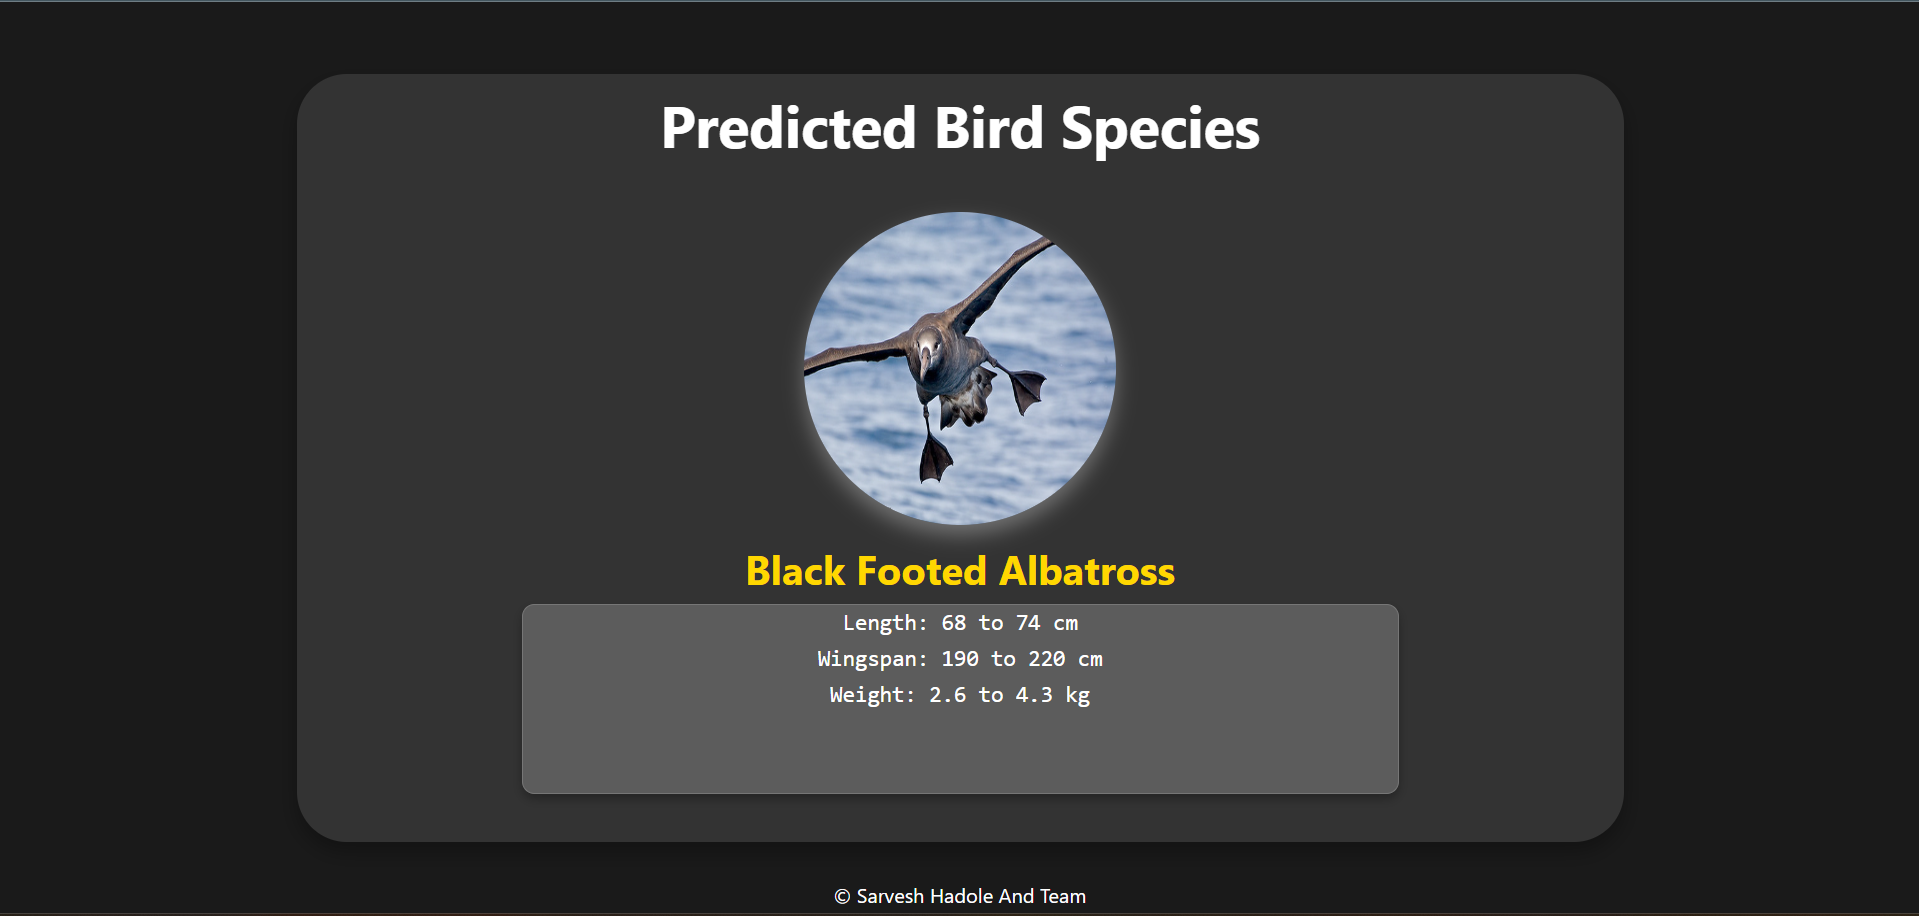 Predicted Bird Species
Black Footed Albatross
Length: 68 to 74 cm
Wingspan: 190 to 220 cm
Weight: 2.6 to 4.3 kg
© Sarvesh Hadole And Team